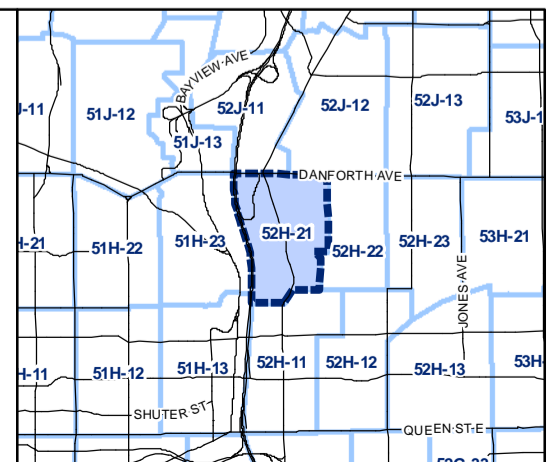 BAYVIEW AVE
J-11
51J-12
52J-11
52J-12
52J-13
53J-1
51J-13
DANFORTH AVE
H-21
51H-22
51H-23
52H-21
52H-22
52H-23
53H-21
JONES AVE
H-11
51H-12
51H-13
52H-11
52H-12
52H-13
53H-
SHUTER ST
QUEEN ST E